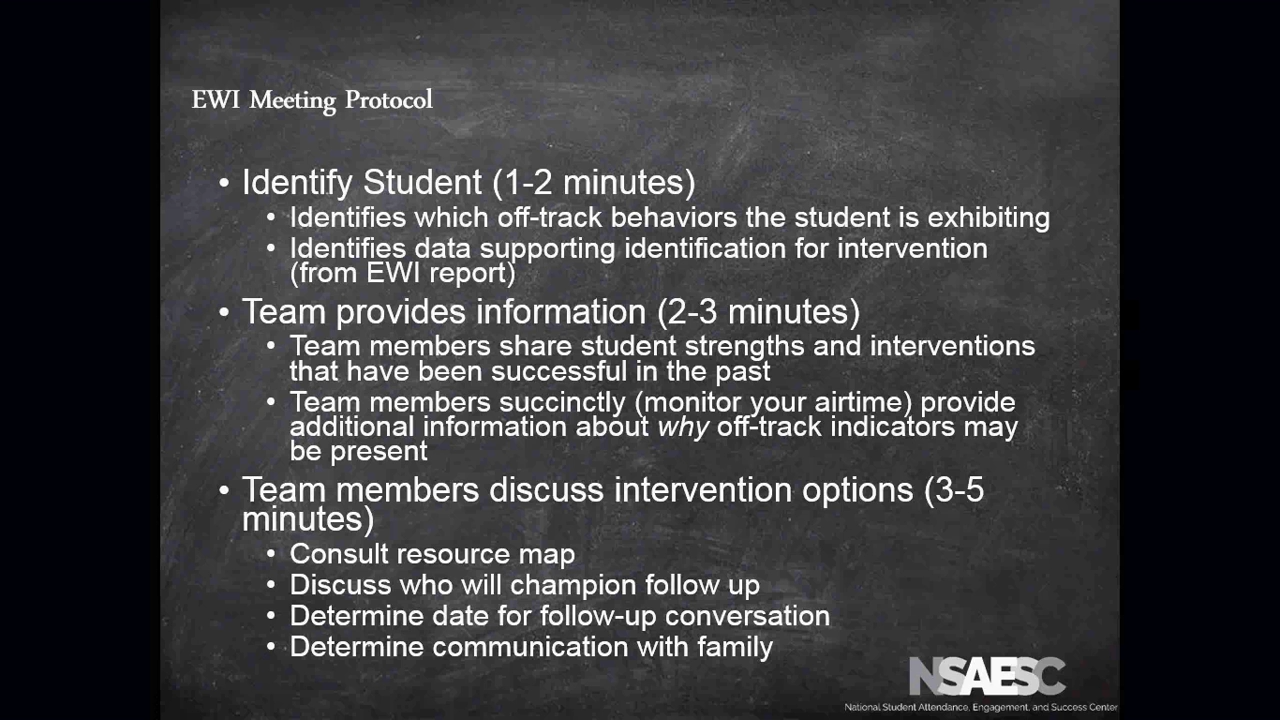 EWI Meeting Protocol
• Identify Student (1-2 minutes)
• Identifies which off-track behaviors the student is exhibiting
• Identifies data supporting identification for intervention
(from EWI report)
• Team provides information (2-3 minutes)
• Team members share student strengths and interventions
that have been successful in the past
• Team members succinctly (monitor your airtime) provide
additional information about why off-track indicators may
be present
• Team members discuss intervention options (3-5
minutes)
• Consult resource map
• Discuss who will champion follow up
• Determine date for follow-up conversation
• Determine communication with family
NSAESC
National Student Attendance, Engagement, and Success Center